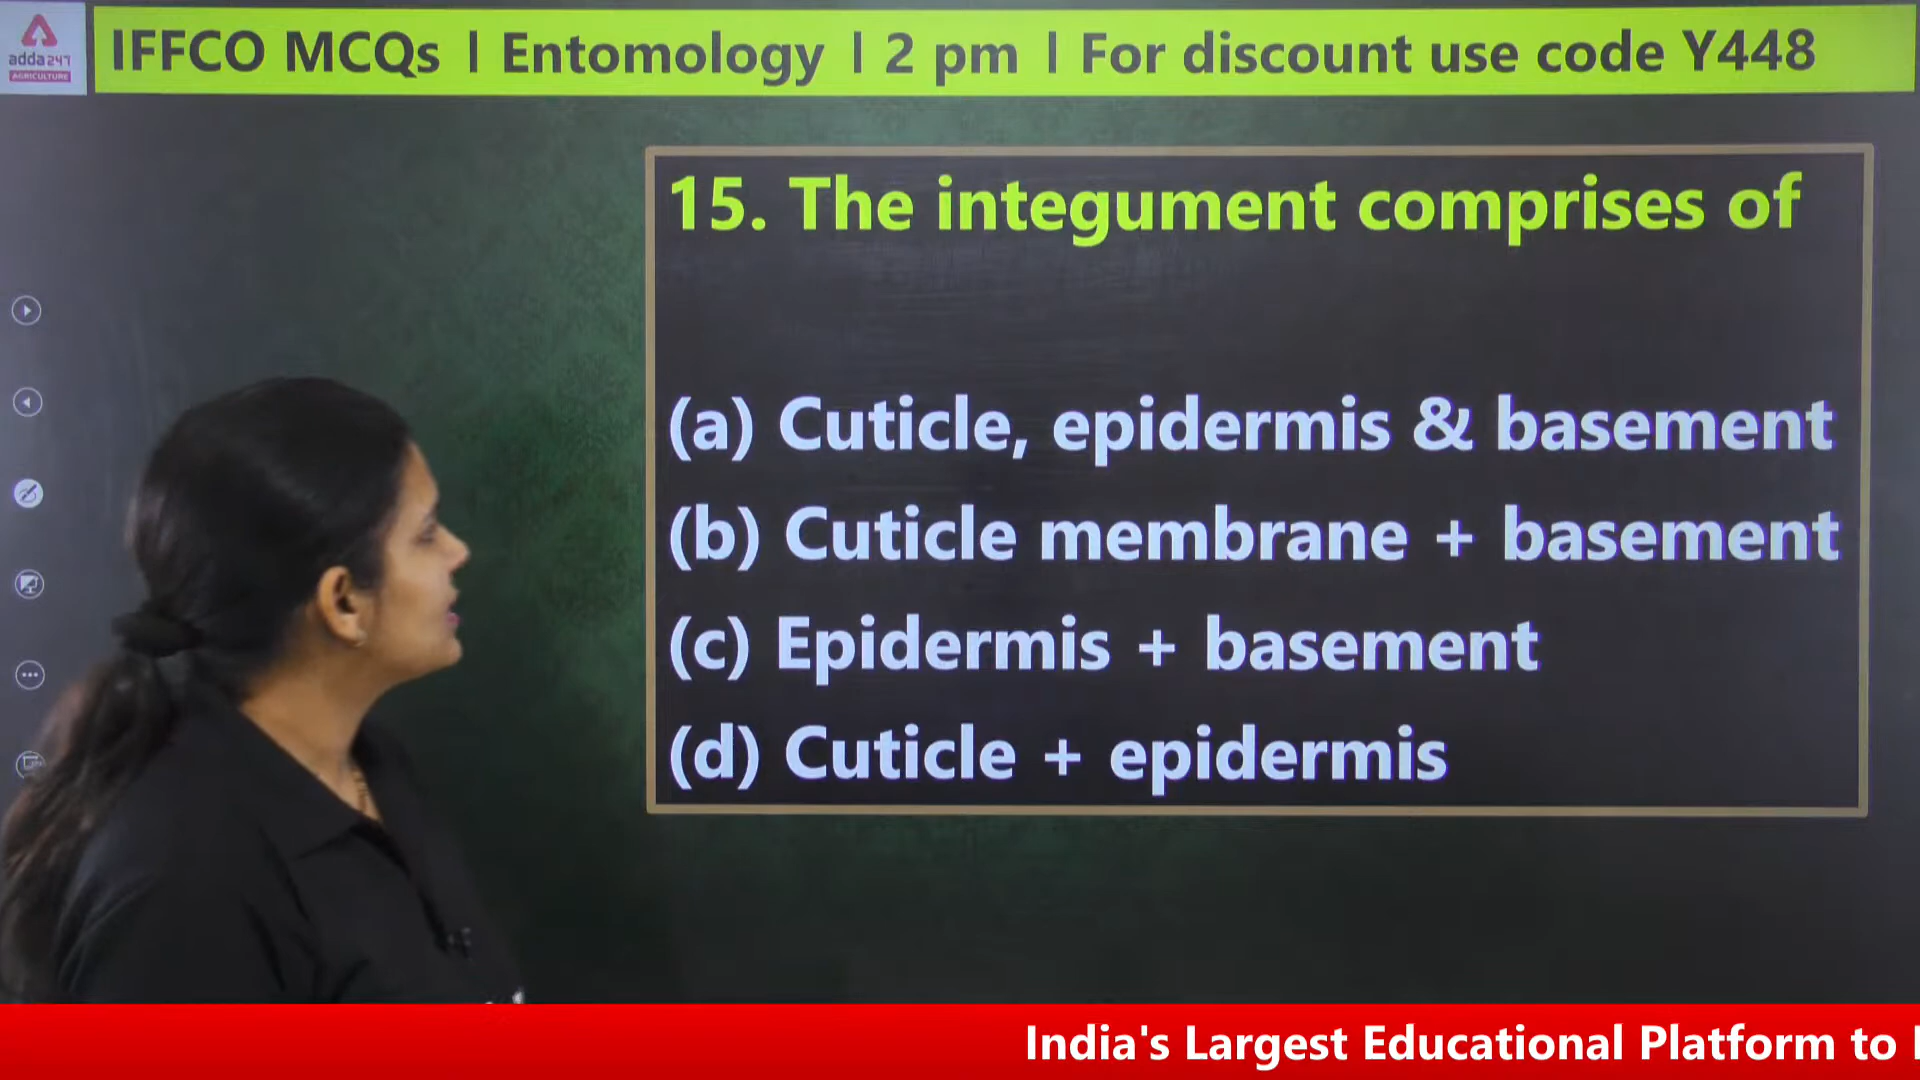 adda247
AGRICULTURE
IFFCO MCQs I Entomology I 2 pm I For discount use code Y448
15. The integument comprises of
(a) Cuticle, epidermis & basement
(b) Cuticle membrane + basement
(c) Epidermis + basement
(d) Cuticle + epidermis
India's Largest Educational Platform to